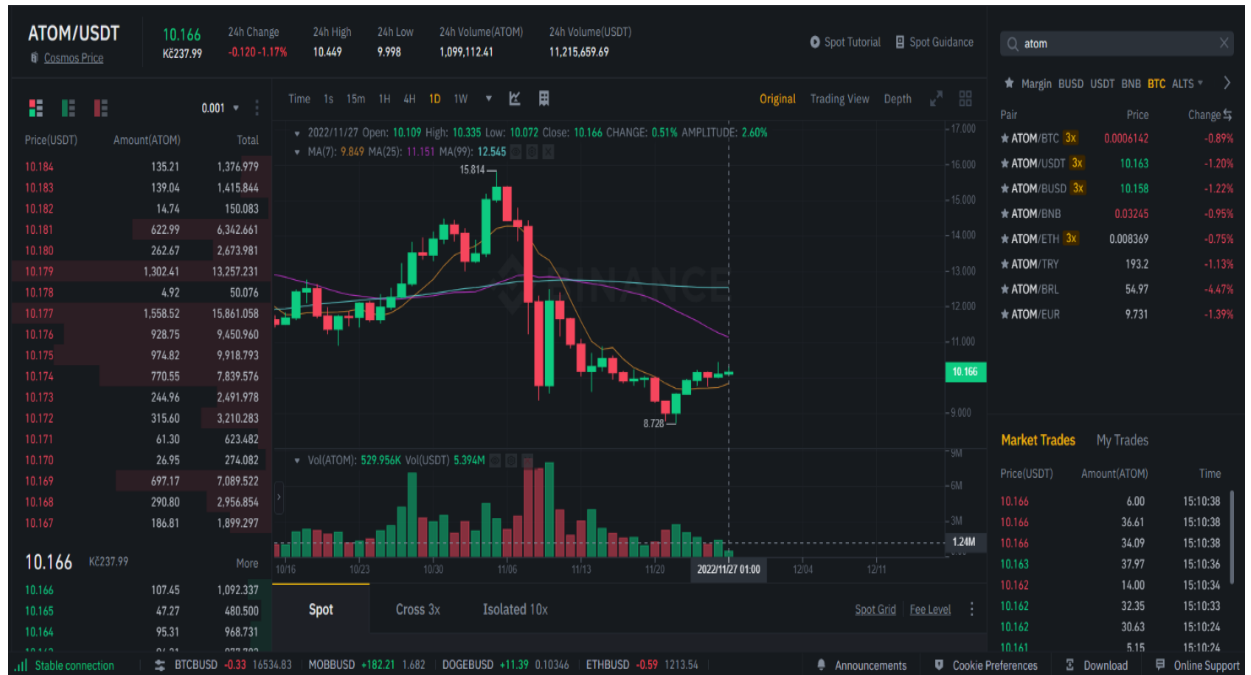 ATOM/USDT
Cosmos Price
10.166
Kč237.99
24h Change
-0.120 -1.17%
24h High
10.449
24h Low
9.998
24h Volume(ATOM)
1,099,112.41
24h Volume(USDT)
11,215,659.69
Spot Tutorial
Spot Guidance
0.001
Price(USDT) Amount(ATOM) Total
10.184 135.21 1,376.979
10.183 139.04 1,415.844
10.182 14.74 150.083
10.181 622.99 6,342.661
10.180 262.67 2,673.981
10.179 1,302.41 13,257.231
10.178 4.92 50.076
10.177 1,558.52 15,861.058
10.176 928.75 9,450.960
10.175 974.82 9,918.793
10.174 770.55 7,839.576
10.173 244.96 2,491.978
10.172 315.60 3,210.283
10.171 61.30 623.482
10.170 26.95 274.082
10.169 697.17 7,089.522
10.168 290.80 2,956.854
10.167 186.81 1,899.297
10.166 Kč237.99 More
10.166 107.45 1,092.337
10.165 47.27 480.500
10.164 95.31 968.731
Time 1s 15m 1H 4H 1D 1W
Original Trading View Depth
2022/11/27 Open: 10.109 High: 10.335 Low: 10.072 Close: 10.166 CHANGE: 0.51% AMPLITUDE: 2.60%
MA(7): 9.849 MA(25): 11.151 MA(99): 12.545
15.814
8.728
BINANCE
17.000
16.000
15.000
14.000
13.000
12.000
11.000
10.166
9.000
Vol(ATOM): 529.956K Vol(USDT) 5.394M
9M
6M
3M
1.24M
10/16 10/23 10/30 11/06 11/13 11/20 2022/11/27 01:00 12/04 12/11
Spot Cross 3x Isolated 10x
Spot Grid Fee Level
atom
Margin BUSD USDT BNB BTC ALTS
Pair Price Change
ATOM/BTC 3x 0.0006142 -0.89%
ATOM/USDT 3x 10.163 -1.20%
ATOM/BUSD 3x 10.158 -1.22%
ATOM/BNB 0.03245 -0.95%
ATOM/ETH 3x 0.008369 -0.75%
ATOM/TRY 193.2 -1.13%
ATOM/BRL 54.97 -4.47%
ATOM/EUR 9.731 -1.39%
Market Trades My Trades
Price(USDT) Amount(ATOM) Time
10.166 6.00 15:10:38
10.166 36.61 15:10:38
10.166 34.09 15:10:38
10.163 37.97 15:10:36
10.162 14.00 15:10:34
10.162 32.35 15:10:33
10.162 30.63 15:10:24
10.161 5.15 15:10:24
Stable connection
BTCBUSD -0.33 16534.83
MOBBUSD +182.21 1.682
DOGEBUSD +11.39 0.10346
ETHBUSD -0.59 1213.54
Announcements
Cookie Preferences
Download
Online Support